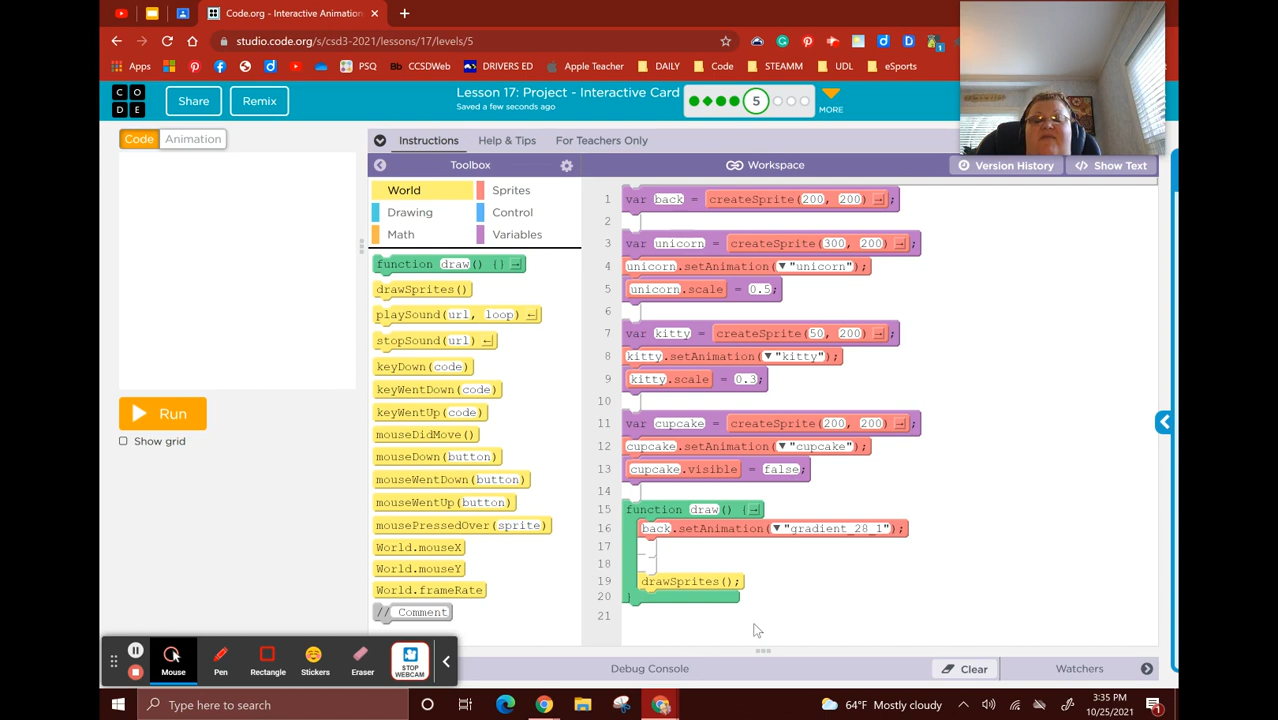 Code.org - Interactive Animation
studio.code.org/s/csd3-2021/lessons/17/levels/5
Apps
PSQ
Bb CCSDWeb
DRIVERS ED
Apple Teacher
DAILY
Code
STEAMM
UDL
eSports
CODE
Share
Remix
Lesson 17: Project - Interactive Card
Saved a few seconds ago
5
MORE
Code
Animation
Instructions
Help & Tips
For Teachers Only
Toolbox
Workspace
Version History
</> Show Text
World
Sprites
Drawing
Control
Math
Variables
function draw() {}
drawSprites()
playSound(url, loop)
stopSound(url)
keyDown(code)
keyWentDown(code)
keyWentUp(code)
mouseDidMove()
mouseDown(button)
mouseWentDown(button)
mouseWentUp(button)
mousePressedOver(sprite)
World.mouseX
World.mouseY
World.frameRate
// Comment
1 var back = createSprite(200, 200);
2
3 var unicorn = createSprite(300, 200);
4 unicorn.setAnimation("unicorn");
5 unicorn.scale = 0.5;
6
7 var kitty = createSprite(50, 200);
8 kitty.setAnimation("kitty");
9 kitty.scale = 0.3;
10
11 var cupcake = createSprite(200, 200);
12 cupcake.setAnimation("cupcake");
13 cupcake.visible = false;
14
15 function draw() {
16 back.setAnimation("gradient_28_1");
17
18
19 drawSprites();
20 }
21
Run
Show grid
Mouse
Pen
Rectangle
Stickers
Eraser
STOP WEBCAM
Debug Console
Clear
Watchers
Type here to search
64°F Mostly cloudy
3:35 PM
10/25/2021
1